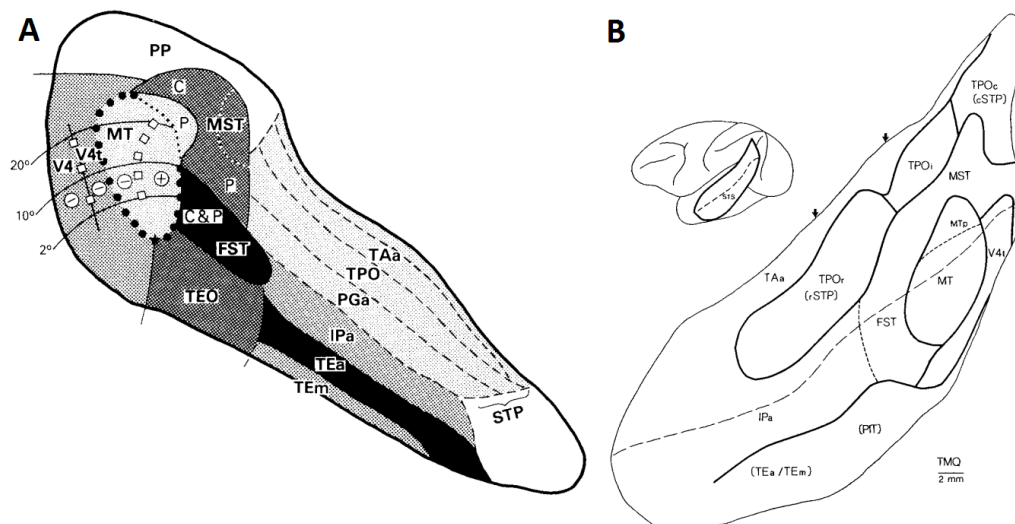 A
PP
C
MT
P
MST
20°
V4
V4t
10°
P
C & P
2°
FST
TAa
TPO
TEO
PGa
IPa
TEa
TEm
STP
B
TPOc
(cSTP)
TPOi
MST
STS
MTp
V4t
TAa
TPOr
(rSTP)
MT
FST
IPa
(PIT)
(TEa/TEm)
TMQ
2 mm